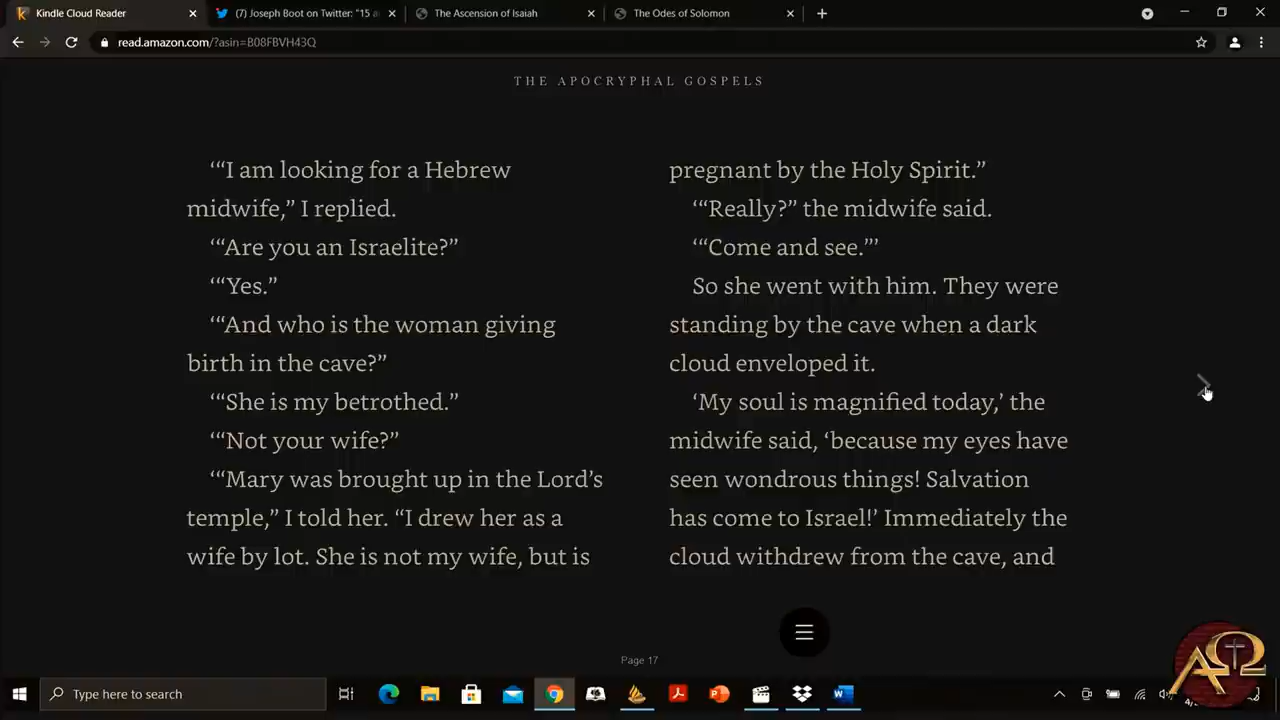 Kindle Cloud Reader
(7) Joseph Boot on Twitter: "15 a
The Ascension of Isaiah
The Odes of Solomon
read.amazon.com/?asin=B08FBVH43Q
THE APOCRYPHAL GOSPELS
‘“I am looking for a Hebrew
midwife,” I replied.
‘“Are you an Israelite?”
‘“Yes.”
‘“And who is the woman giving
birth in the cave?”
‘“She is my betrothed.”
‘“Not your wife?”
‘“Mary was brought up in the Lord’s
temple,” I told her. “I drew her as a
wife by lot. She is not my wife, but is
pregnant by the Holy Spirit.”
‘“Really?” the midwife said.
‘“Come and see.”’
So she went with him. They were
standing by the cave when a dark
cloud enveloped it.
‘My soul is magnified today,’ the
midwife said, ‘because my eyes have
seen wondrous things! Salvation
has come to Israel!’ Immediately the
cloud withdrew from the cave, and
Page 17
Type here to search
ΑΩ